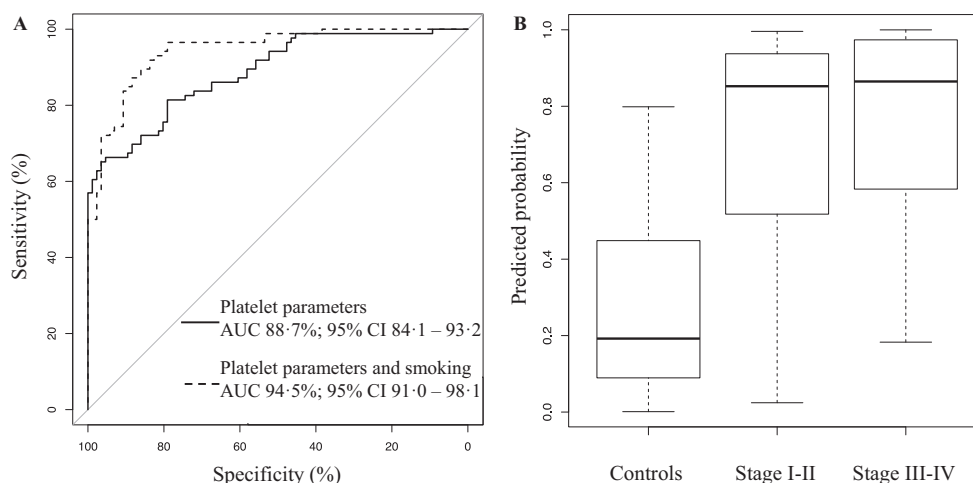 A
Sensitivity (%)
100
80
60
40
20
0
Platelet parameters
AUC 88·7%; 95% CI 84·1 – 93·2
Platelet parameters and smoking
AUC 94·5%; 95% CI 91·0 – 98·1
100
80
60
40
20
0
Specificity (%)
B
Predicted probability
1.0
0.8
0.6
0.4
0.2
0.0
Controls
Stage I-II
Stage III-IV